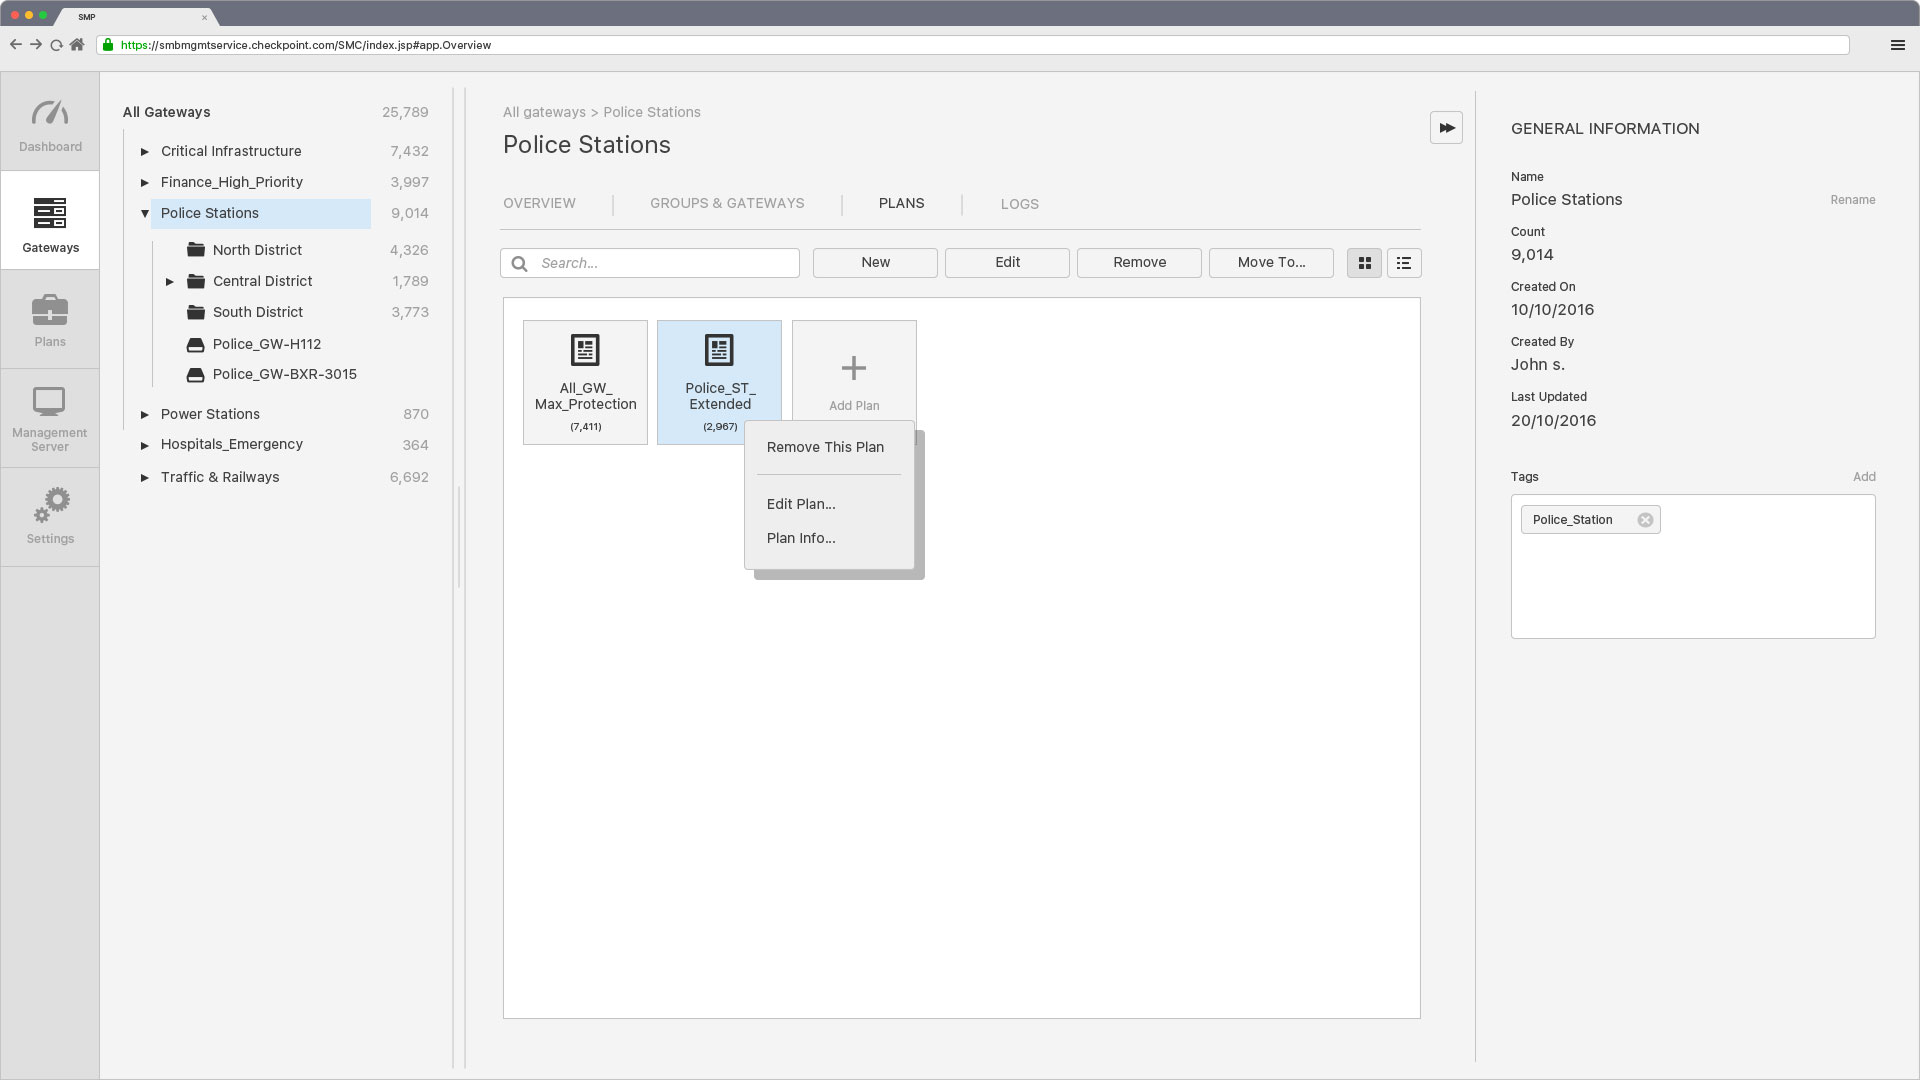 SMP
https://smbmgmtservice.checkpoint.com/SMC/index.jsp#app.Overview
Dashboard
Gateways
Plans
Management
Server
Settings
All Gateways 25,789
Critical Infrastructure 7,432
Finance_High_Priority 3,997
Police Stations 9,014
North District 4,326
Central District 1,789
South District 3,773
Police_GW-H112
Police_GW-BXR-3015
Power Stations 870
Hospitals_Emergency 364
Traffic & Railways 6,692
All gateways > Police Stations
Police Stations
OVERVIEW
GROUPS & GATEWAYS
PLANS
LOGS
Search...
New
Edit
Remove
Move To...
All_GW_
Max_Protection
(7,411)
Police_ST_
Extended
(2,967)
Add Plan
Remove This Plan
Edit Plan...
Plan Info...
GENERAL INFORMATION
Name
Police Stations Rename
Count
9,014
Created On
10/10/2016
Created By
John s.
Last Updated
20/10/2016
Tags Add
Police_Station